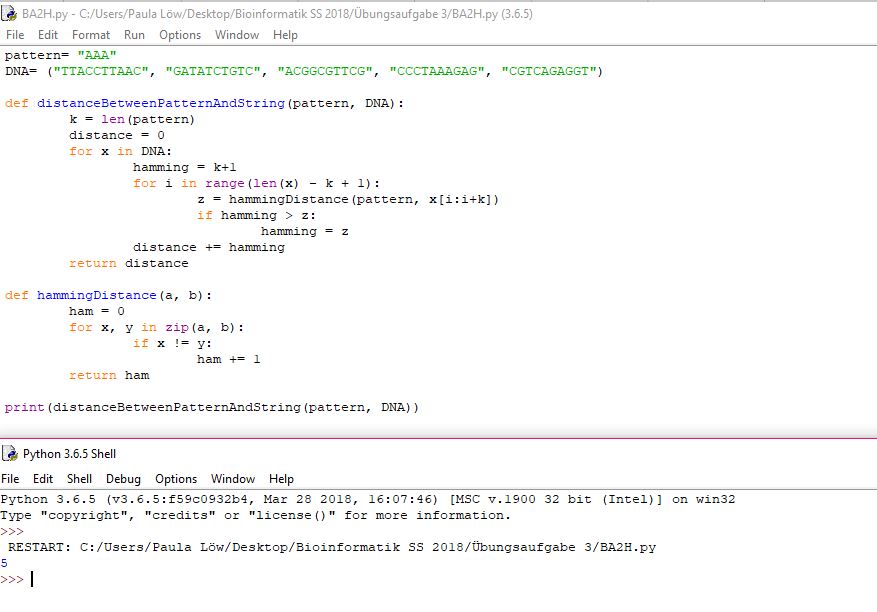 BA2H.py - C:/Users/Paula Löw/Desktop/Bioinformatik SS 2018/Übungsaufgabe 3/BA2H.py (3.6.5)
File Edit Format Run Options Window Help
pattern= "AAA"
DNA= ("TTACCTTAAC", "GATATCTGTC", "ACGGCGTTCG", "CCCTAAAGAG", "CGTCAGAGGT")

def distanceBetweenPatternAndString(pattern, DNA):
        k = len(pattern)
        distance = 0
        for x in DNA:
                hamming = k+1
                for i in range(len(x) - k + 1):
                        z = hammingDistance(pattern, x[i:i+k])
                        if hamming > z:
                                hamming = z
                distance += hamming
        return distance

def hammingDistance(a, b):
        ham = 0
        for x, y in zip(a, b):
                if x != y:
                        ham += 1
        return ham

print(distanceBetweenPatternAndString(pattern, DNA))
Python 3.6.5 Shell
File Edit Shell Debug Options Window Help
Python 3.6.5 (v3.6.5:f59c0932b4, Mar 28 2018, 16:07:46) [MSC v.1900 32 bit (Intel)] on win32
Type "copyright", "credits" or "license()" for more information.
>>>
 RESTART: C:/Users/Paula Löw/Desktop/Bioinformatik SS 2018/Übungsaufgabe 3/BA2H.py
5
>>>